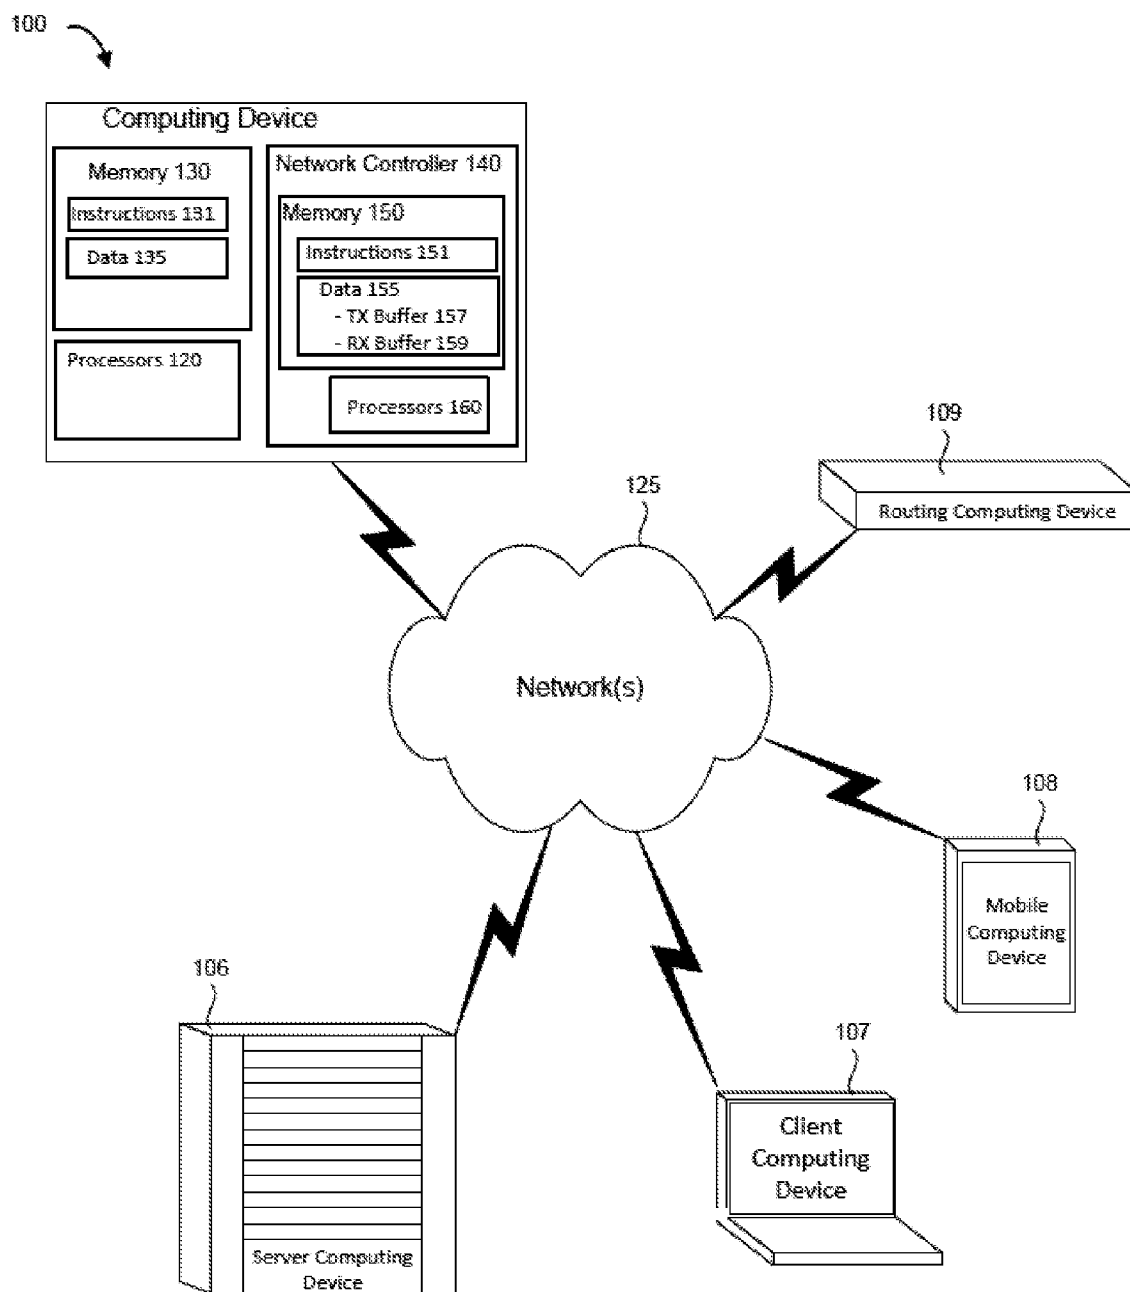 100
Computing Device
Memory 130
Instructions 131
Data 135
Processors 120
Network Controller 140
Memory 150
Instructions 151
Data 155
- TX Buffer 157
- RX Buffer 159
Processors 160
109
Routing Computing Device
125
Network(s)
108
Mobile
Computing
Device
106
Server Computing
Device
107
Client
Computing
Device